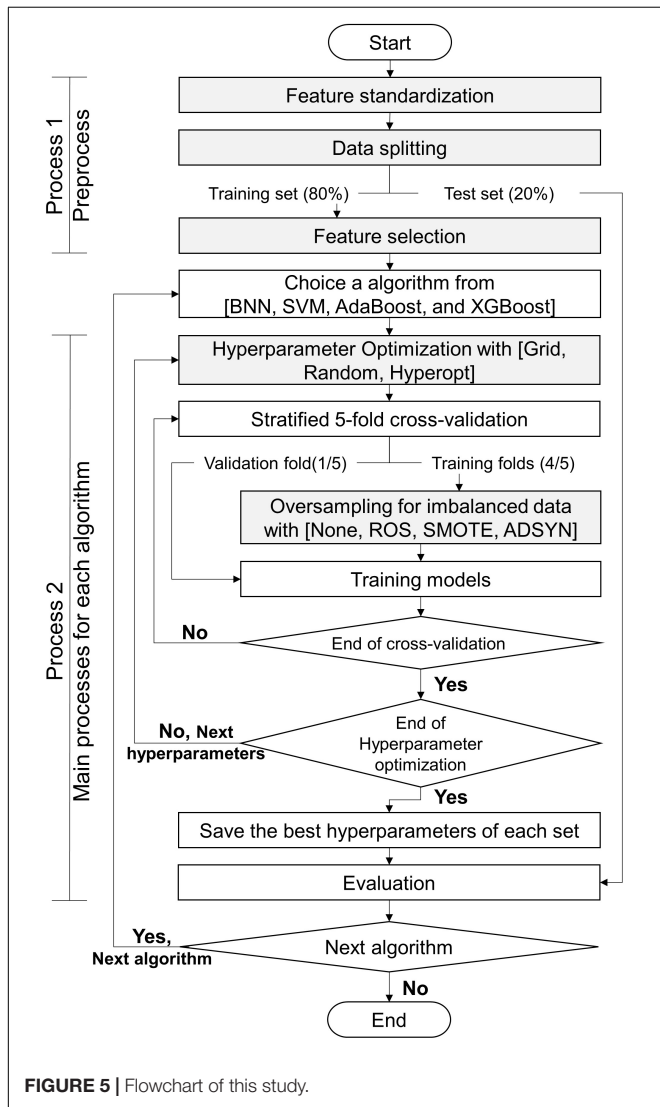 Start
Process 1
Preprocess
Feature standardization
Data splitting
Training set (80%)
Test set (20%)
Feature selection
Choice a algorithm from
[BNN, SVM, AdaBoost, and XGBoost]
Process 2
Main processes for each algorithm
Hyperparameter Optimization with [Grid,
Random, Hyperopt]
Stratified 5-fold cross-validation
Validation fold(1/5)
Training folds (4/5)
Oversampling for imbalanced data
with [None, ROS, SMOTE, ADSYN]
Training models
No
End of cross-validation
Yes
No, Next
hyperparameters
End of
Hyperparameter
optimization
Yes
Save the best hyperparameters of each set
Evaluation
Yes,
Next algorithm
Next algorithm
No
End
FIGURE 5 | Flowchart of this study.